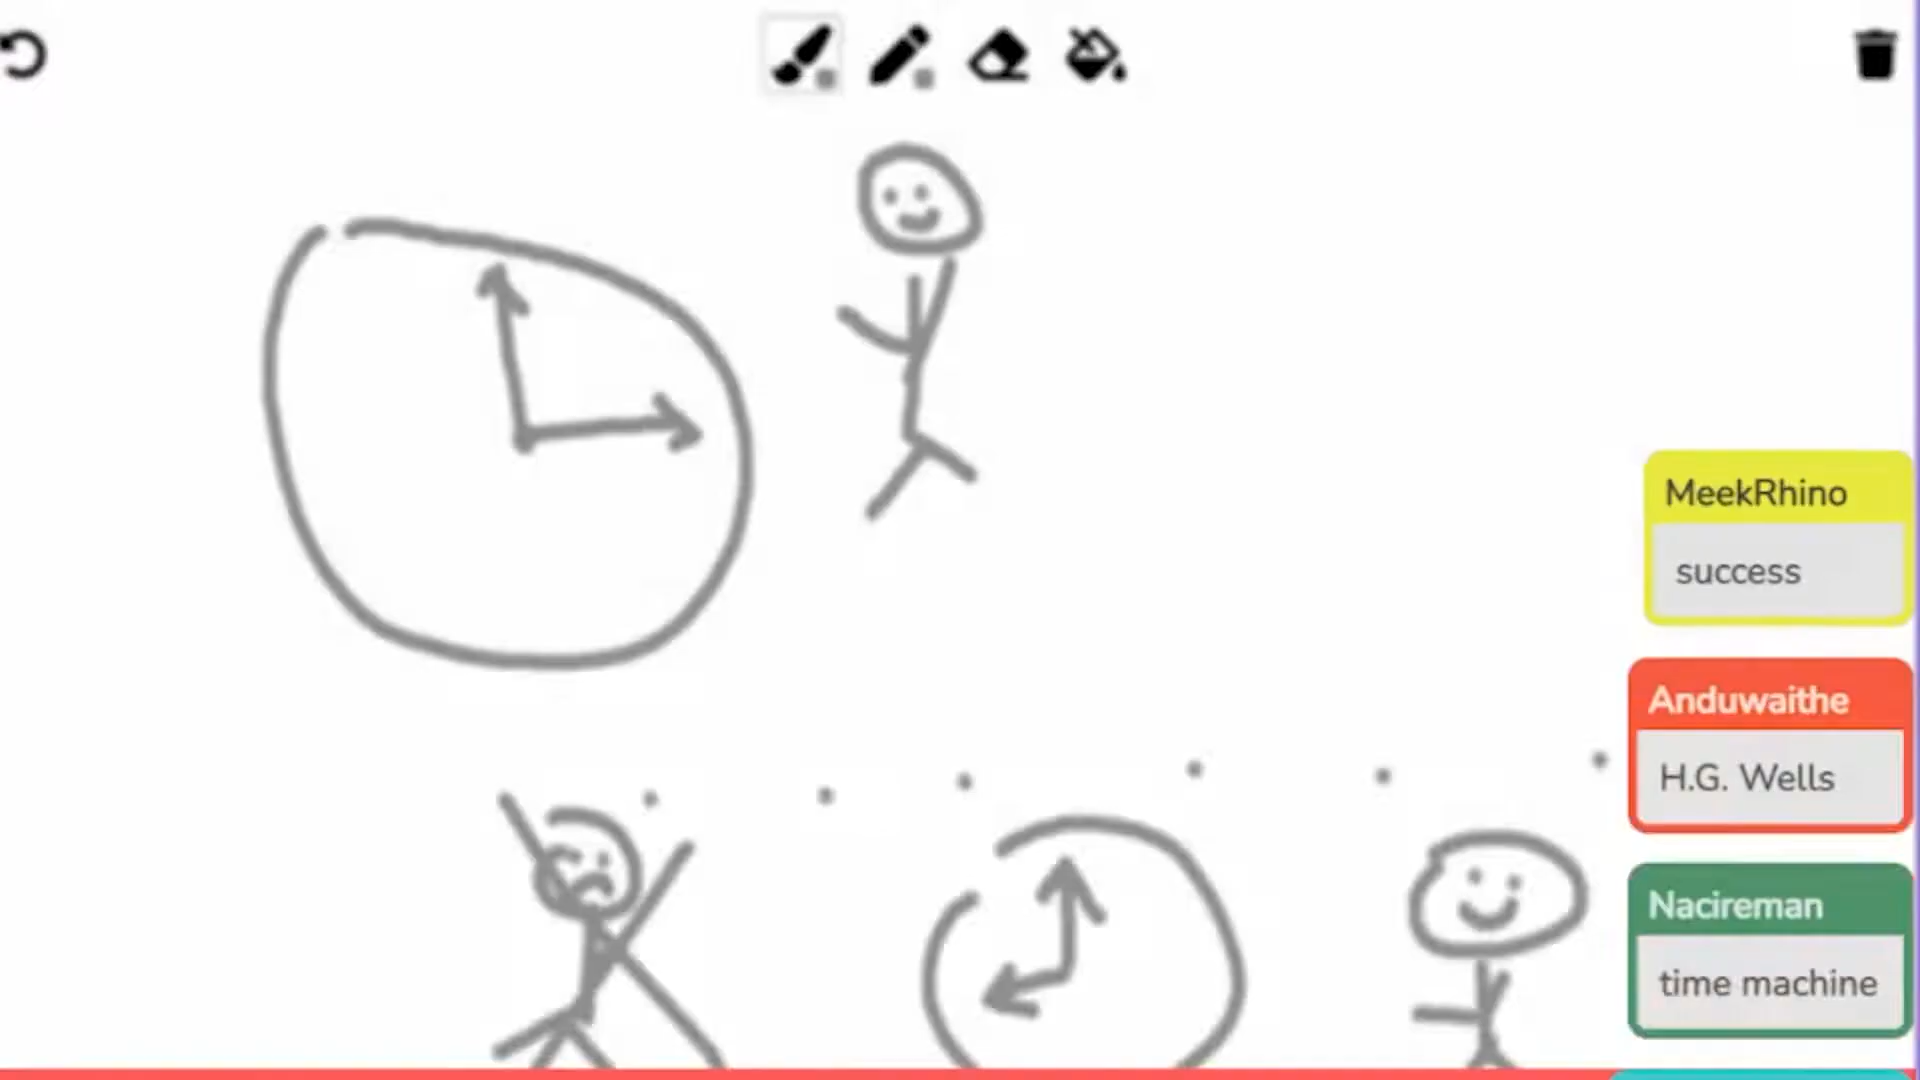 MeekRhino
success
Anduwaithe
H.G. Wells
Nacireman
time machine